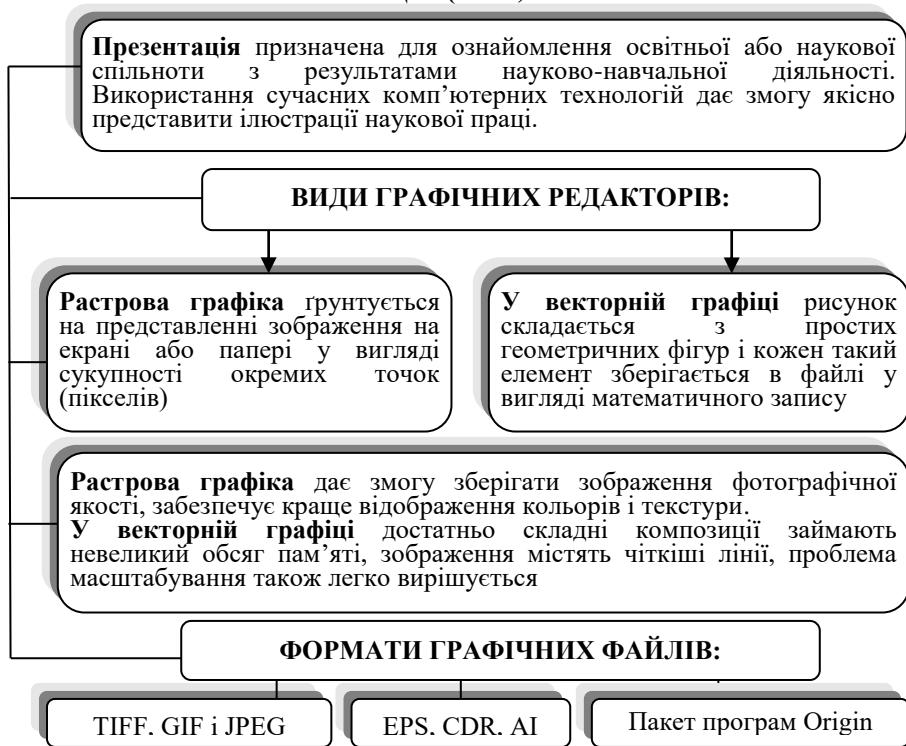 Презентація призначена для ознайомлення освітньої або наукової
спільноти з результатами науково-навчальної діяльності.
Використання сучасних комп’ютерних технологій дає змогу якісно
представити ілюстрації наукової праці.
ВИДИ ГРАФІЧНИХ РЕДАКТОРІВ:
Растрова графіка ґрунтується
на представленні зображення на
екрані або папері у вигляді
сукупності окремих точок
(пікселів)
У векторній графіці рисунок
складається з простих
геометричних фігур і кожен такий
елемент зберігається в файлі у
вигляді математичного запису
Растрова графіка дає змогу зберігати зображення фотографічної
якості, забезпечує краще відображення кольорів і текстури.
У векторній графіці достатньо складні композиції займають
невеликий обсяг пам’яті, зображення містять чіткіші лінії, проблема
масштабування також легко вирішується
ФОРМАТИ ГРАФІЧНИХ ФАЙЛІВ:
TIFF, GIF і JPEG
EPS, CDR, AI
Пакет програм Origin